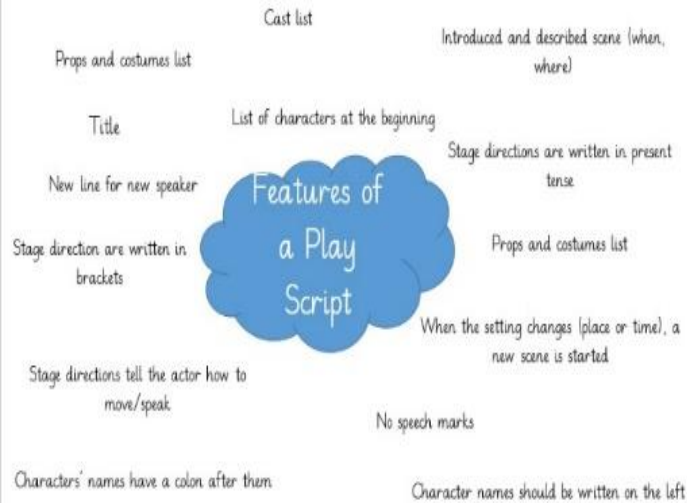 Cast list
Introduced and described scene (when,
where)
Props and costumes list
Title
List of characters at the beginning
Stage directions are written in present
tense
New line for new speaker
Features of
a Play
Script
Props and costumes list
Stage direction are written in
brackets
When the setting changes (place or time), a
new scene is started
Stage directions tell the actor how to
move/speak
No speech marks
Characters' names have a colon after them
Character names should be written on the left